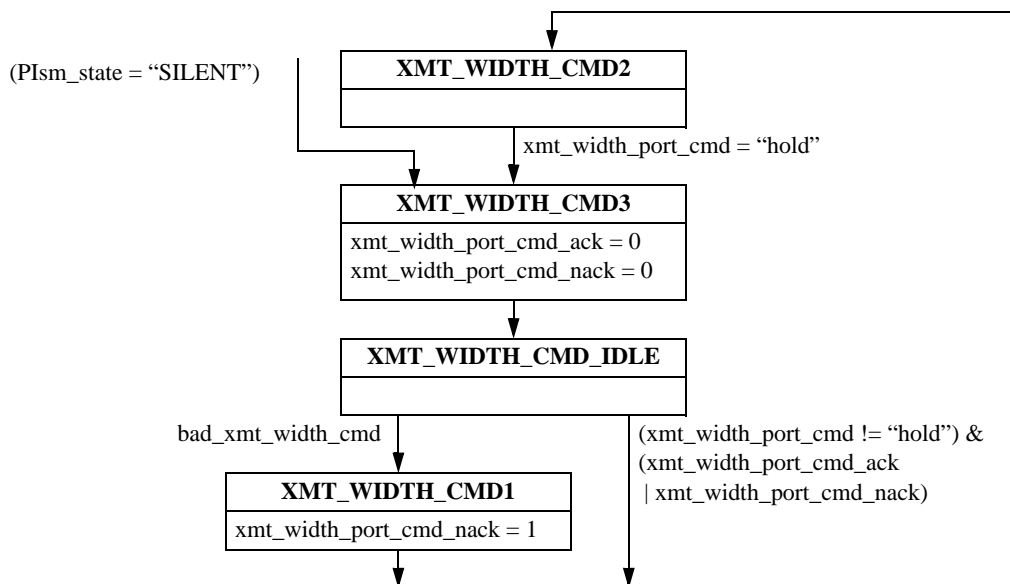 XMT_WIDTH_CMD2
(PIsm_state = “SILENT”)
xmt_width_port_cmd = “hold”
XMT_WIDTH_CMD3
xmt_width_port_cmd_ack = 0
xmt_width_port_cmd_nack = 0
XMT_WIDTH_CMD_IDLE
bad_xmt_width_cmd
(xmt_width_port_cmd != “hold”) &
(xmt_width_port_cmd_ack
| xmt_width_port_cmd_nack)
XMT_WIDTH_CMD1
xmt_width_port_cmd_nack = 1